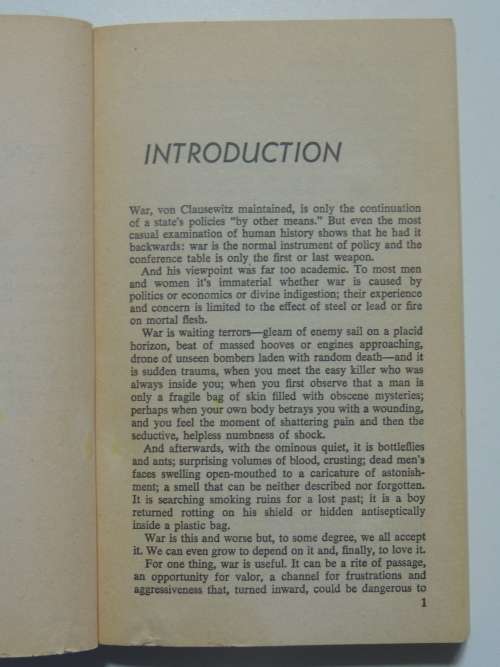 INTRODUCTION
War, von Clausewitz maintained, is only the continuation
of a state's policies "by other means." But even the most
casual examination of human history shows that he had it
backwards: war is the normal instrument of policy and the
conference table is only the first or last weapon.
And his viewpoint was far too academic. To most men
and women it's immaterial whether war is caused by
politics or economics or divine indigestion; their experience
and concern is limited to the effect of steel or lead or fire
on mortal flesh.
War is waiting terrors—gleam of enemy sail on a placid
horizon, beat of massed hooves or engines approaching,
drone of unseen bombers laden with random death—and it
is sudden trauma, when you meet the easy killer who was
always inside you; when you first observe that a man is
only a fragile bag of skin filled with obscene mysteries;
perhaps when your own body betrays you with a wounding,
and you feel the moment of shattering pain and then the
seductive, helpless numbness of shock.
And afterwards, with the ominous quiet, it is bottleflies
and ants; surprising volumes of blood, crusting; dead men's
faces swelling open-mouthed to a caricature of astonish-
ment; a smell that can be neither described nor forgotten.
It is searching smoking ruins for a lost past; it is a boy
returned rotting on his shield or hidden antiseptically
inside a plastic bag.
War is this and worse but, to some degree, we all accept
it. We can even grow to depend on it and, finally, to love it.
For one thing, war is useful. It can be a rite of passage,
an opportunity for valor, a channel for frustrations and
aggressiveness that, turned inward, could be dangerous to
1